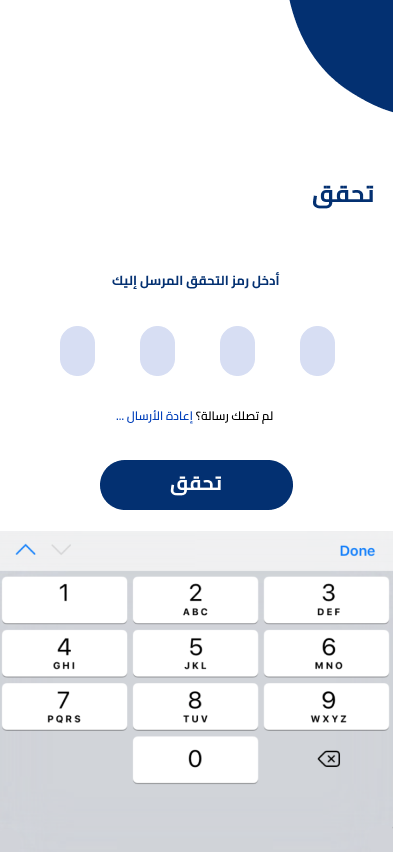 تحقق
أدخل رمز التحقق المرسل إليك
لم تصلك رسالة؟ إعادة الأرسال ...
تحقق
Done
1
2 ABC
3 DEF
4 GHI
5 JKL
6 MNO
7 PQRS
8 TUV
9 WXYZ
0